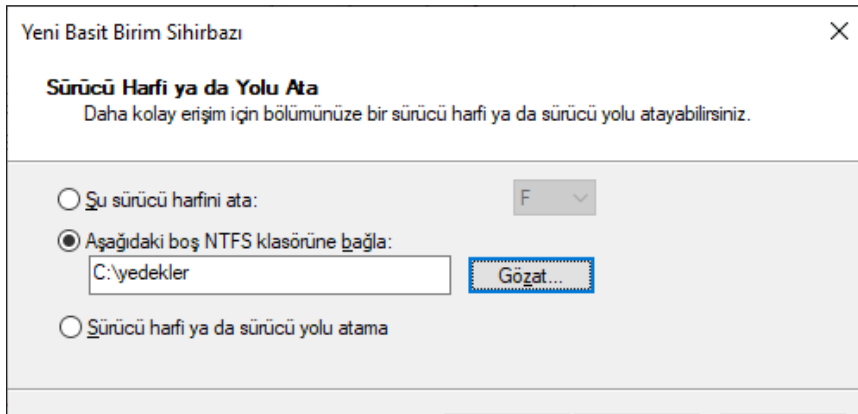 Yeni Basit Birim Sihirbazı
Sürücü Harfi ya da Yolu Ata
Daha kolay erişim için bölümünüze bir sürücü harfi ya da sürücü yolu atayabilirsiniz.
Şu sürücü harfini ata: F
Aşağıdaki boş NTFS klasörüne bağla:
C:\yedekler Gözat...
Sürücü harfi ya da sürücü yolu atama